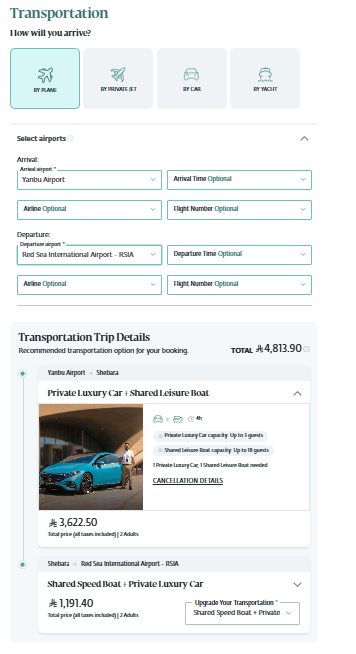 Transportation
How will you arrive?
BY PLANE
BY PRIVATE JET
BY CAR
BY YACHT
Select airports
Arrival:
Arrival airport *
Yanbu Airport
Arrival Time Optional
Airline Optional
Flight Number Optional
Departure:
Departure airport *
Red Sea International Airport - RSIA
Departure Time Optional
Airline Optional
Flight Number Optional
Transportation Trip Details
Recommended transportation option for your booking.
TOTAL 4,813.90
Yanbu Airport → Shebara
Private Luxury Car + Shared Leisure Boat
4h
Private Luxury Car capacity: Up to 3 guests
Shared Leisure Boat capacity: Up to 18 guests
1 Private Luxury Car, 1 Shared Leisure Boat needed
CANCELLATION DETAILS
3,622.50
Total price (all taxes included) | 2 Adults
Shebara → Red Sea International Airport - RSIA
Shared Speed Boat + Private Luxury Car
1,191.40
Total price (all taxes included) | 2 Adults
Upgrade Your Transportation *
Shared Speed Boat + Private